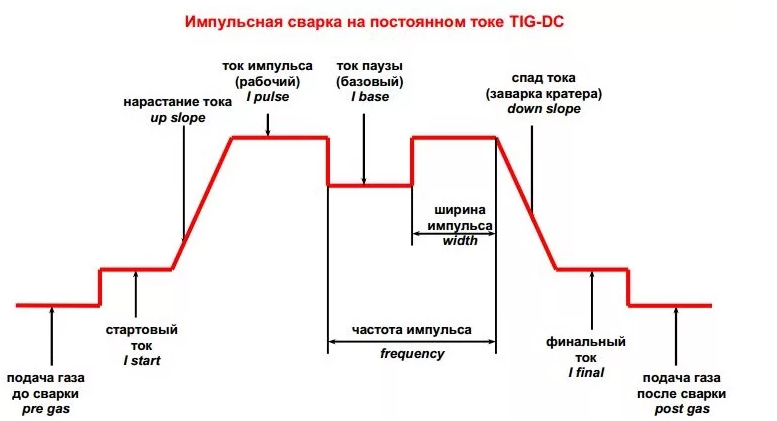 Импульсная сварка на постоянном токе TIG-DC
ток импульса
(рабочий)
I pulse
ток паузы
(базовый)
I base
спад тока
(заварка кратера)
down slope
нарастание тока
up slope
ширина
импульса
width
стартовый
ток
I start
частота импульса
frequency
финальный
ток
I final
подача газа
до сварки
pre gas
подача газа
после сварки
post gas